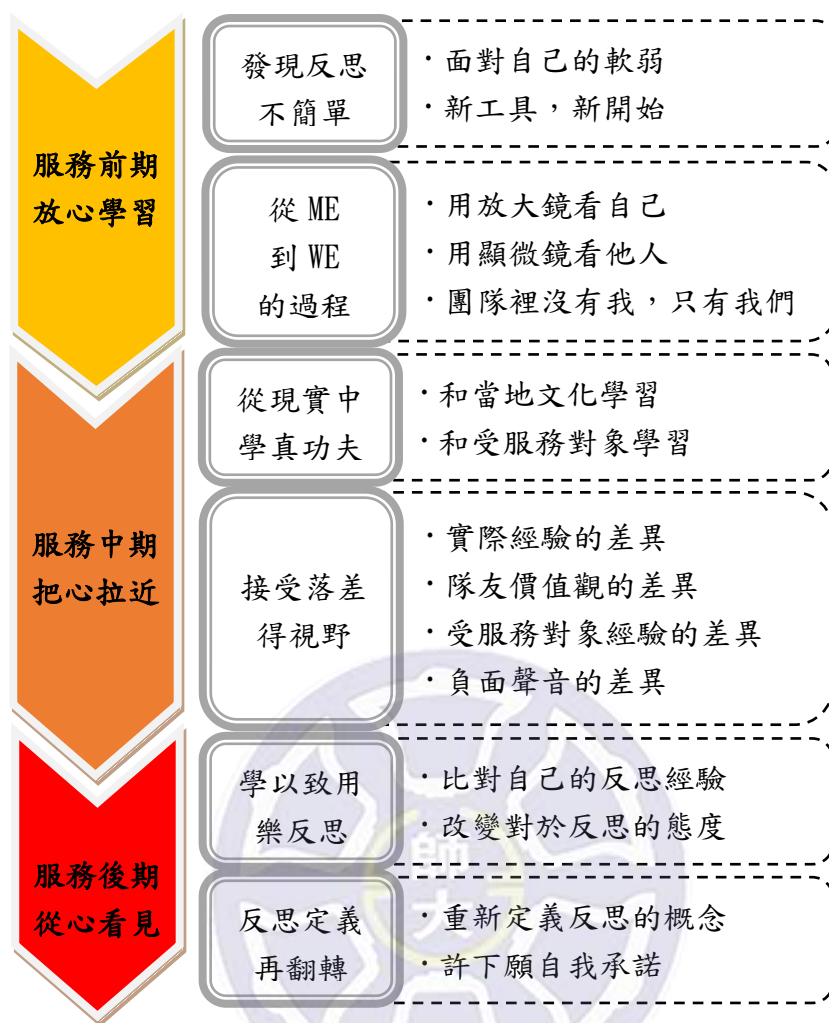 服務前期
放心學習
發現反思
不簡單
·面對自己的軟弱
·新工具，新開始
從 ME
到 WE
的過程
·用放大鏡看自己
·用顯微鏡看他人
·團隊裡沒有我，只有我們
服務中期
把心拉近
從現實中
學真功夫
·和當地文化學習
·和受服務對象學習
接受落差
得視野
·實際經驗的差異
·隊友價值觀的差異
·受服務對象經驗的差異
·負面聲音的差異
服務後期
從心看見
學以致用
樂反思
·比對自己的反思經驗
·改變對於反思的態度
反思定義
再翻轉
·重新定義反思的概念
·許下願自我承諾
師大